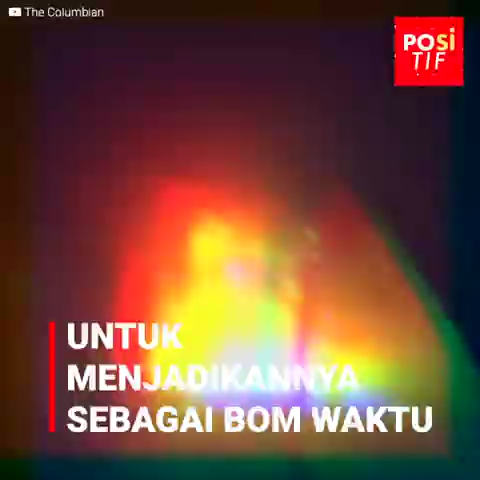 The Columbian
POSi
TIF
UNTUK
MENJADIKANNYA
SEBAGAI BOM WAKTU